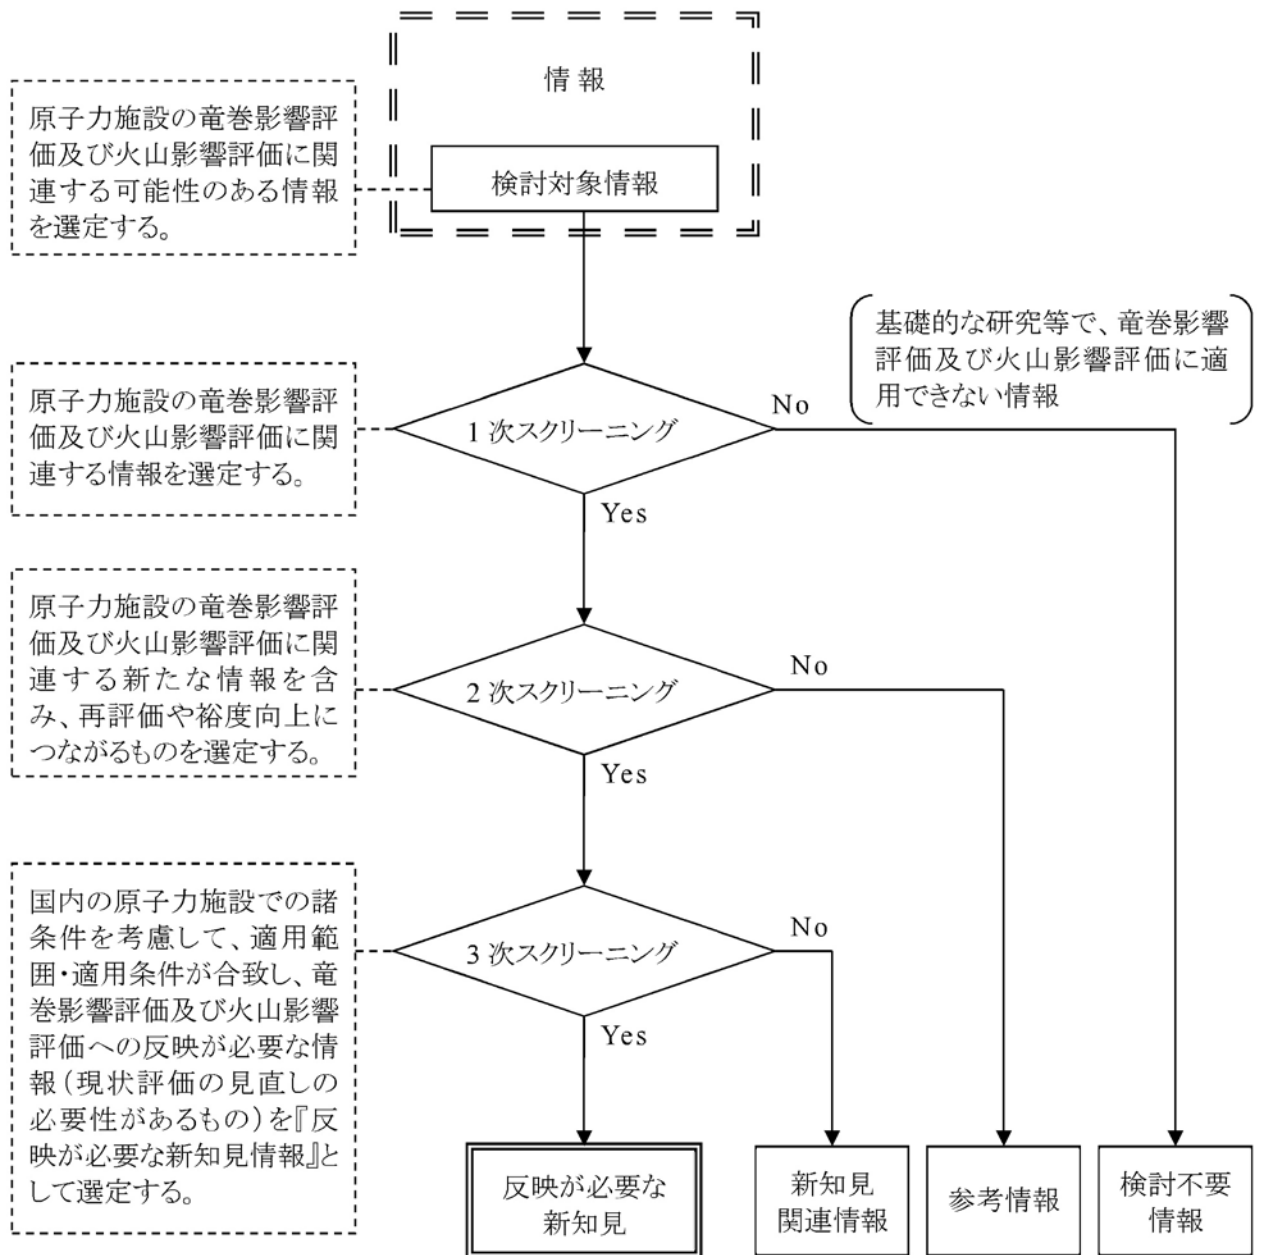 情報
検討対象情報
原子力施設の竜巻影響評
価及び火山影響評価に関
連する可能性のある情報
を選定する。
基礎的な研究等で、竜巻影響
評価及び火山影響評価に適
用できない情報
原子力施設の竜巻影響評
価及び火山影響評価に関
連する情報を選定する。
1次スクリーニング
No
Yes
原子力施設の竜巻影響評
価及び火山影響評価に関
連する新たな情報を含
み、再評価や裕度向上に
つながるものを選定する。
2次スクリーニング
No
Yes
国内の原子力施設での諸
条件を考慮して、適用範
囲・適用条件が合致し、竜
巻影響評価及び火山影響
評価への反映が必要な情
報（現状評価の見直しの
必要性があるもの）を『反
映が必要な新知見情報』と
して選定する。
3次スクリーニング
No
Yes
反映が必要な
新知見
新知見
関連情報
参考情報
検討不要
情報